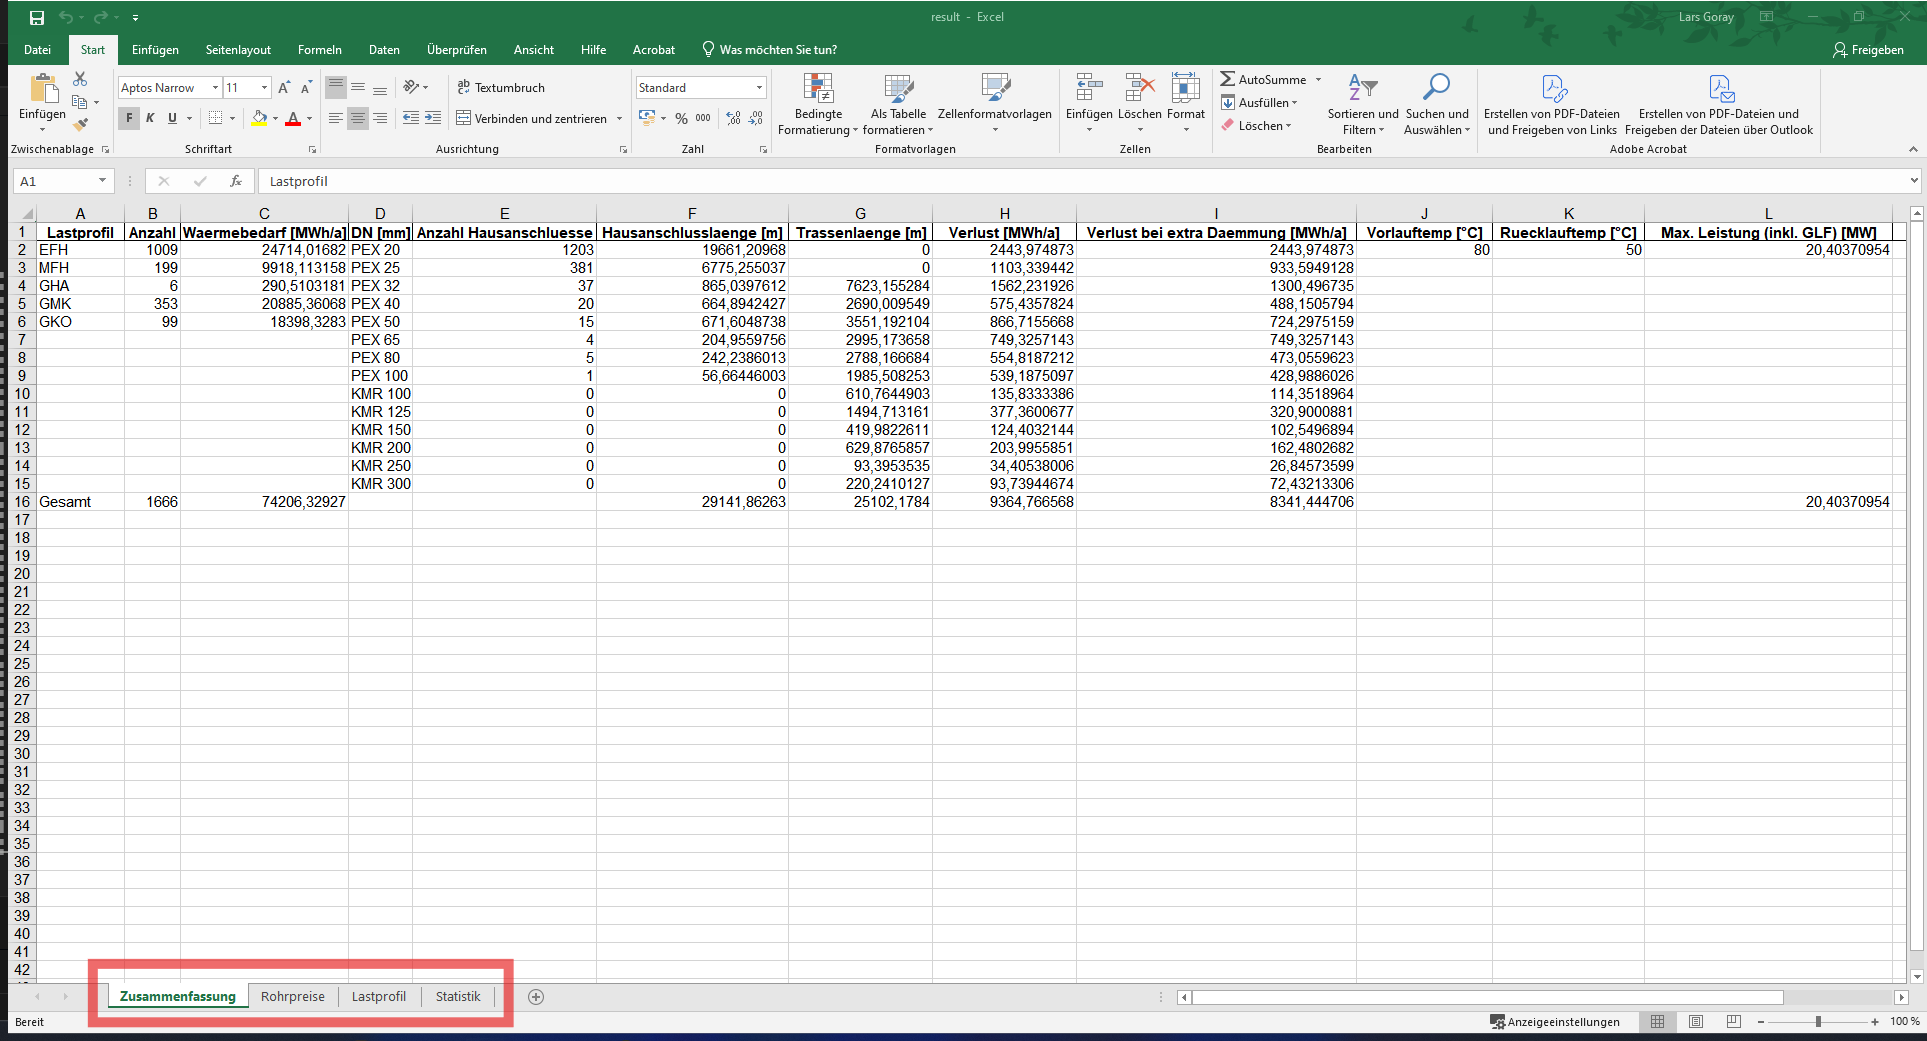 result - Excel
Lars Goray
Datei Start Einfügen Seitenlayout Formeln Daten Überprüfen Ansicht Hilfe Acrobat Was möchten Sie tun? Freigeben
Einfügen
Zwischenablage
Aptos Narrow 11
F K U
Schriftart
Textumbruch
Verbinden und zentrieren
Ausrichtung
Standard
% 000
Zahl
Bedingte Formatierung
Als Tabelle formatieren
Zellenformatvorlagen
Formatvorlagen
Einfügen Löschen Format
Zellen
AutoSumme
Ausfüllen
Löschen
Sortieren und Filtern
Suchen und Auswählen
Bearbeiten
Erstellen von PDF-Dateien und Freigeben von Links
Erstellen von PDF-Dateien und Freigeben der Dateien über Outlook
Adobe Acrobat
A1 fx Lastprofil
A B C D E F G H I J K L
1 Lastprofil Anzahl Waermebedarf [MWh/a] DN [mm] Anzahl Hausanschluesse Hausanschlusslaenge [m] Trassenlaenge [m] Verlust [MWh/a] Verlust bei extra Daemmung [MWh/a] Vorlauftemp [°C] Ruecklauftemp [°C] Max. Leistung (inkl. GLF) [MW]
2 EFH 1009 24714,01682 PEX 20 1203 19661,20968 0 2443,974873 2443,974873 80 50 20,40370954
3 MFH 199 9918,113158 PEX 25 381 6775,255037 0 1103,339442 933,5949128
4 GHA 6 290,5103181 PEX 32 37 865,0397612 7623,155284 1562,231926 1300,496735
5 GMK 353 20885,36068 PEX 40 20 664,8942427 2690,009549 575,4357824 488,1505794
6 GKO 99 18398,3283 PEX 50 15 671,6048738 3551,192104 866,7155668 724,2975159
7 PEX 65 4 204,9559756 2995,173658 749,3257143 749,3257143
8 PEX 80 5 242,2386013 2788,166684 554,8187212 473,0559623
9 PEX 100 1 56,66446003 1985,508253 539,1875097 428,9886026
10 KMR 100 0 0 610,7644903 135,8333386 114,3518964
11 KMR 125 0 0 1494,713161 377,3600677 320,9000881
12 KMR 150 0 0 419,9822611 124,4032144 102,5496894
13 KMR 200 0 0 629,8765857 203,9955851 162,4802682
14 KMR 250 0 0 93,3953535 34,40538006 26,84573599
15 KMR 300 0 0 220,2410127 93,73944674 72,43213306
16 Gesamt 1666 74206,32927 29141,86263 25102,1784 9364,766568 8341,444706 20,40370954
17
18
19
20
21
22
23
24
25
26
27
28
29
30
31
32
33
34
35
36
37
38
39
40
41
42
Zusammenfassung Rohrpreise Lastprofil Statistik
Bereit Anzeigeeinstellungen 100 %